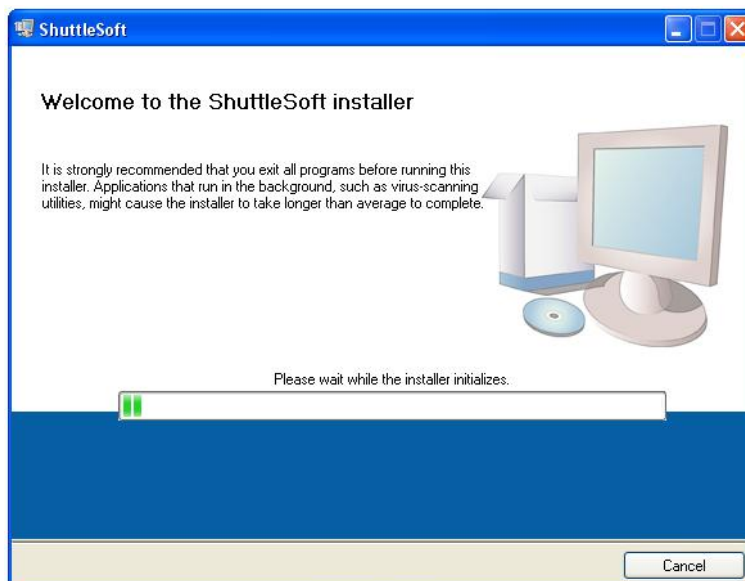 ShuttleSoft
Welcome to the ShuttleSoft installer
It is strongly recommended that you exit all programs before running this
installer. Applications that run in the background, such as virus-scanning
utilities, might cause the installer to take longer than average to complete.
Please wait while the installer initializes.
Cancel